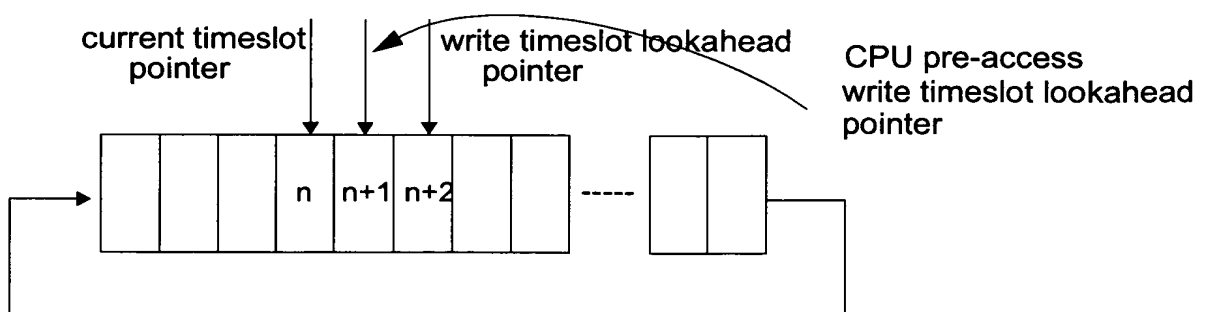 current timeslot
pointer
write timeslot lookahead
pointer
CPU pre-access
write timeslot lookahead
pointer
n
n+1
n+2